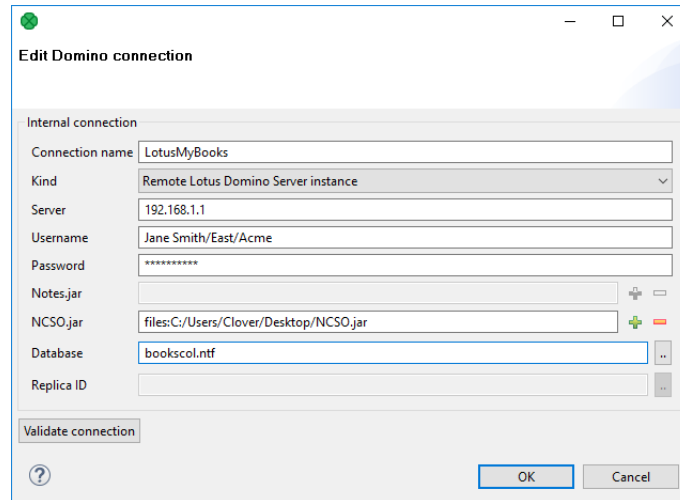 Edit Domino connection
Internal connection
Connection name LotusMyBooks
Kind Remote Lotus Domino Server instance
Server 192.168.1.1
Username Jane Smith/East/Acme
Password **********
Notes.jar
NCSO.jar files:C:/Users/Clover/Desktop/NCSO.jar
Database bookscol.ntf ..
Replica ID ..
Validate connection
? OK Cancel